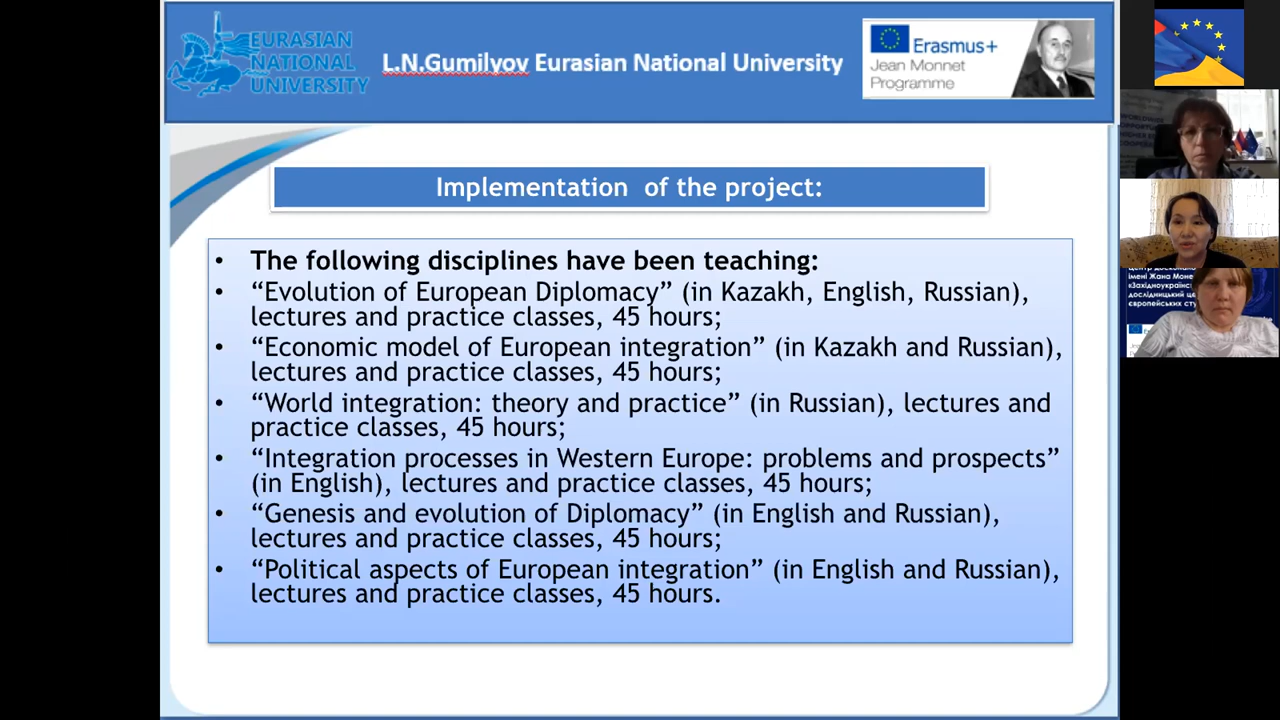 EURASIAN
NATIONAL
UNIVERSITY
L.N.Gumilyov Eurasian National University
Erasmus+
Jean Monnet
Programme
Implementation of the project:
• The following disciplines have been teaching:
• “Evolution of European Diplomacy” (in Kazakh, English, Russian),
lectures and practice classes, 45 hours;
• “Economic model of European integration” (in Kazakh and Russian),
lectures and practice classes, 45 hours;
• “World integration: theory and practice” (in Russian), lectures and
practice classes, 45 hours;
• “Integration processes in Western Europe: problems and prospects”
(in English), lectures and practice classes, 45 hours;
• “Genesis and evolution of Diplomacy” (in English and Russian),
lectures and practice classes, 45 hours;
• “Political aspects of European integration” (in English and Russian),
lectures and practice classes, 45 hours.
імені Жана Моне